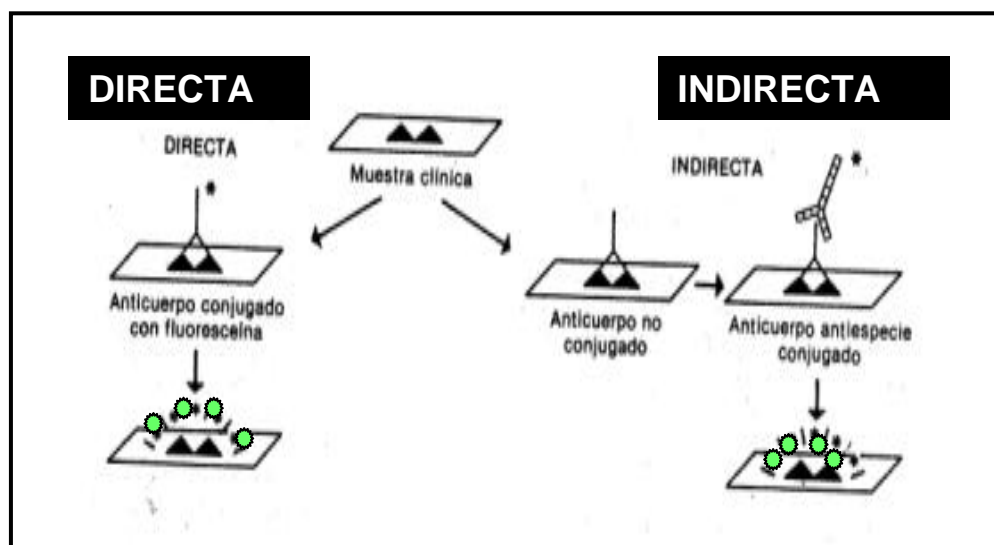 DIRECTA
INDIRECTA
DIRECTA
Muestra clínica
INDIRECTA
Anticuerpo conjugado
con fluoresceína
Anticuerpo no
conjugado
Anticuerpo antiespecie
conjugado